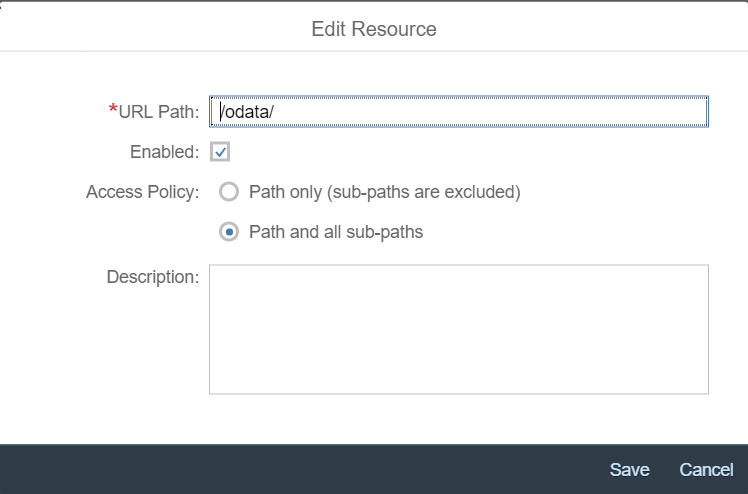 Edit Resource
*URL Path: /odata/
Enabled:
Access Policy: Path only (sub-paths are excluded)
Path and all sub-paths
Description:
Save Cancel